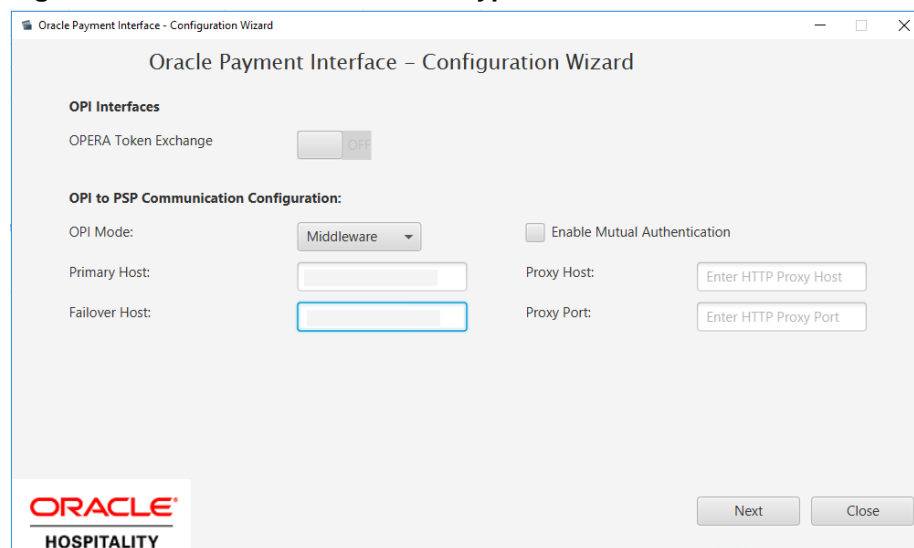 Oracle Payment Interface - Configuration Wizard
Oracle Payment Interface – Configuration Wizard
OPI Interfaces
OPERA Token Exchange OFF
OPI to PSP Communication Configuration:
OPI Mode: Middleware Enable Mutual Authentication
Primary Host: Proxy Host: Enter HTTP Proxy Host
Failover Host: Proxy Port: Enter HTTP Proxy Port
ORACLE
HOSPITALITY
Next Close